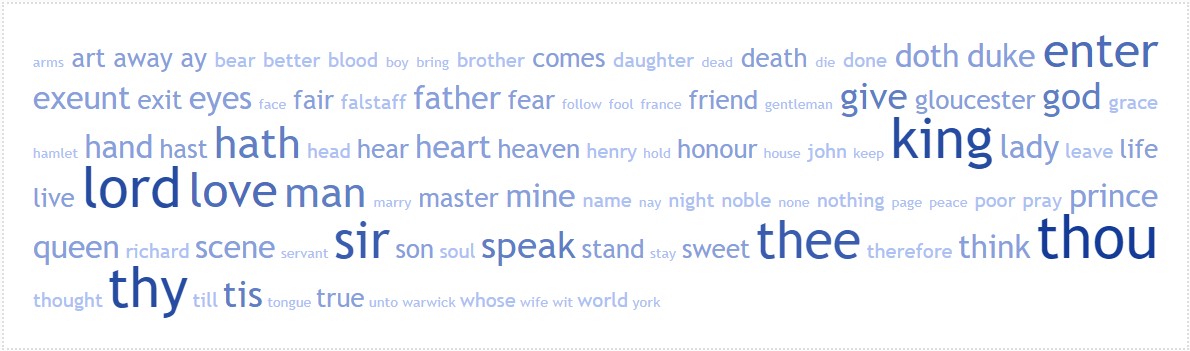 arms art away ay bear better blood boy bring brother comes daughter dead death die done doth duke enter
exeunt exit eyes face fair falstaff father fear follow fool france friend gentleman give gloucester god grace
hamlet hand hast hath head hear heart heaven henry hold honour house john keep king lady leave life
live lord love man marry master mine name nay night noble none nothing page peace poor pray prince
queen richard scene servant sir son soul speak stand stay sweet thee therefore think thou
thought thy till tis tongue true unto warwick whose wife wit world york